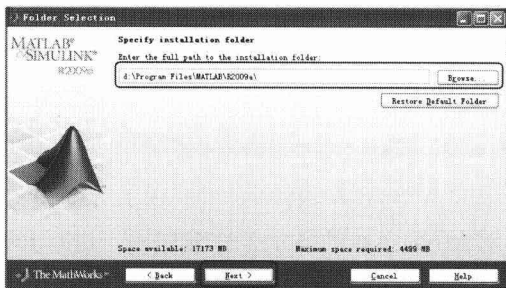 Folder Selection
MATLAB®
SIMULINK®
R2009a
Specify installation folder
Enter the full path to the installation folder:
d:\Program Files\MATLAB\R2009a\
Browse...
Restore Default Folder
Space available: 17173 MB
Maximum space required: 4499 MB
The MathWorks™
< Back
Next >
Cancel
Help